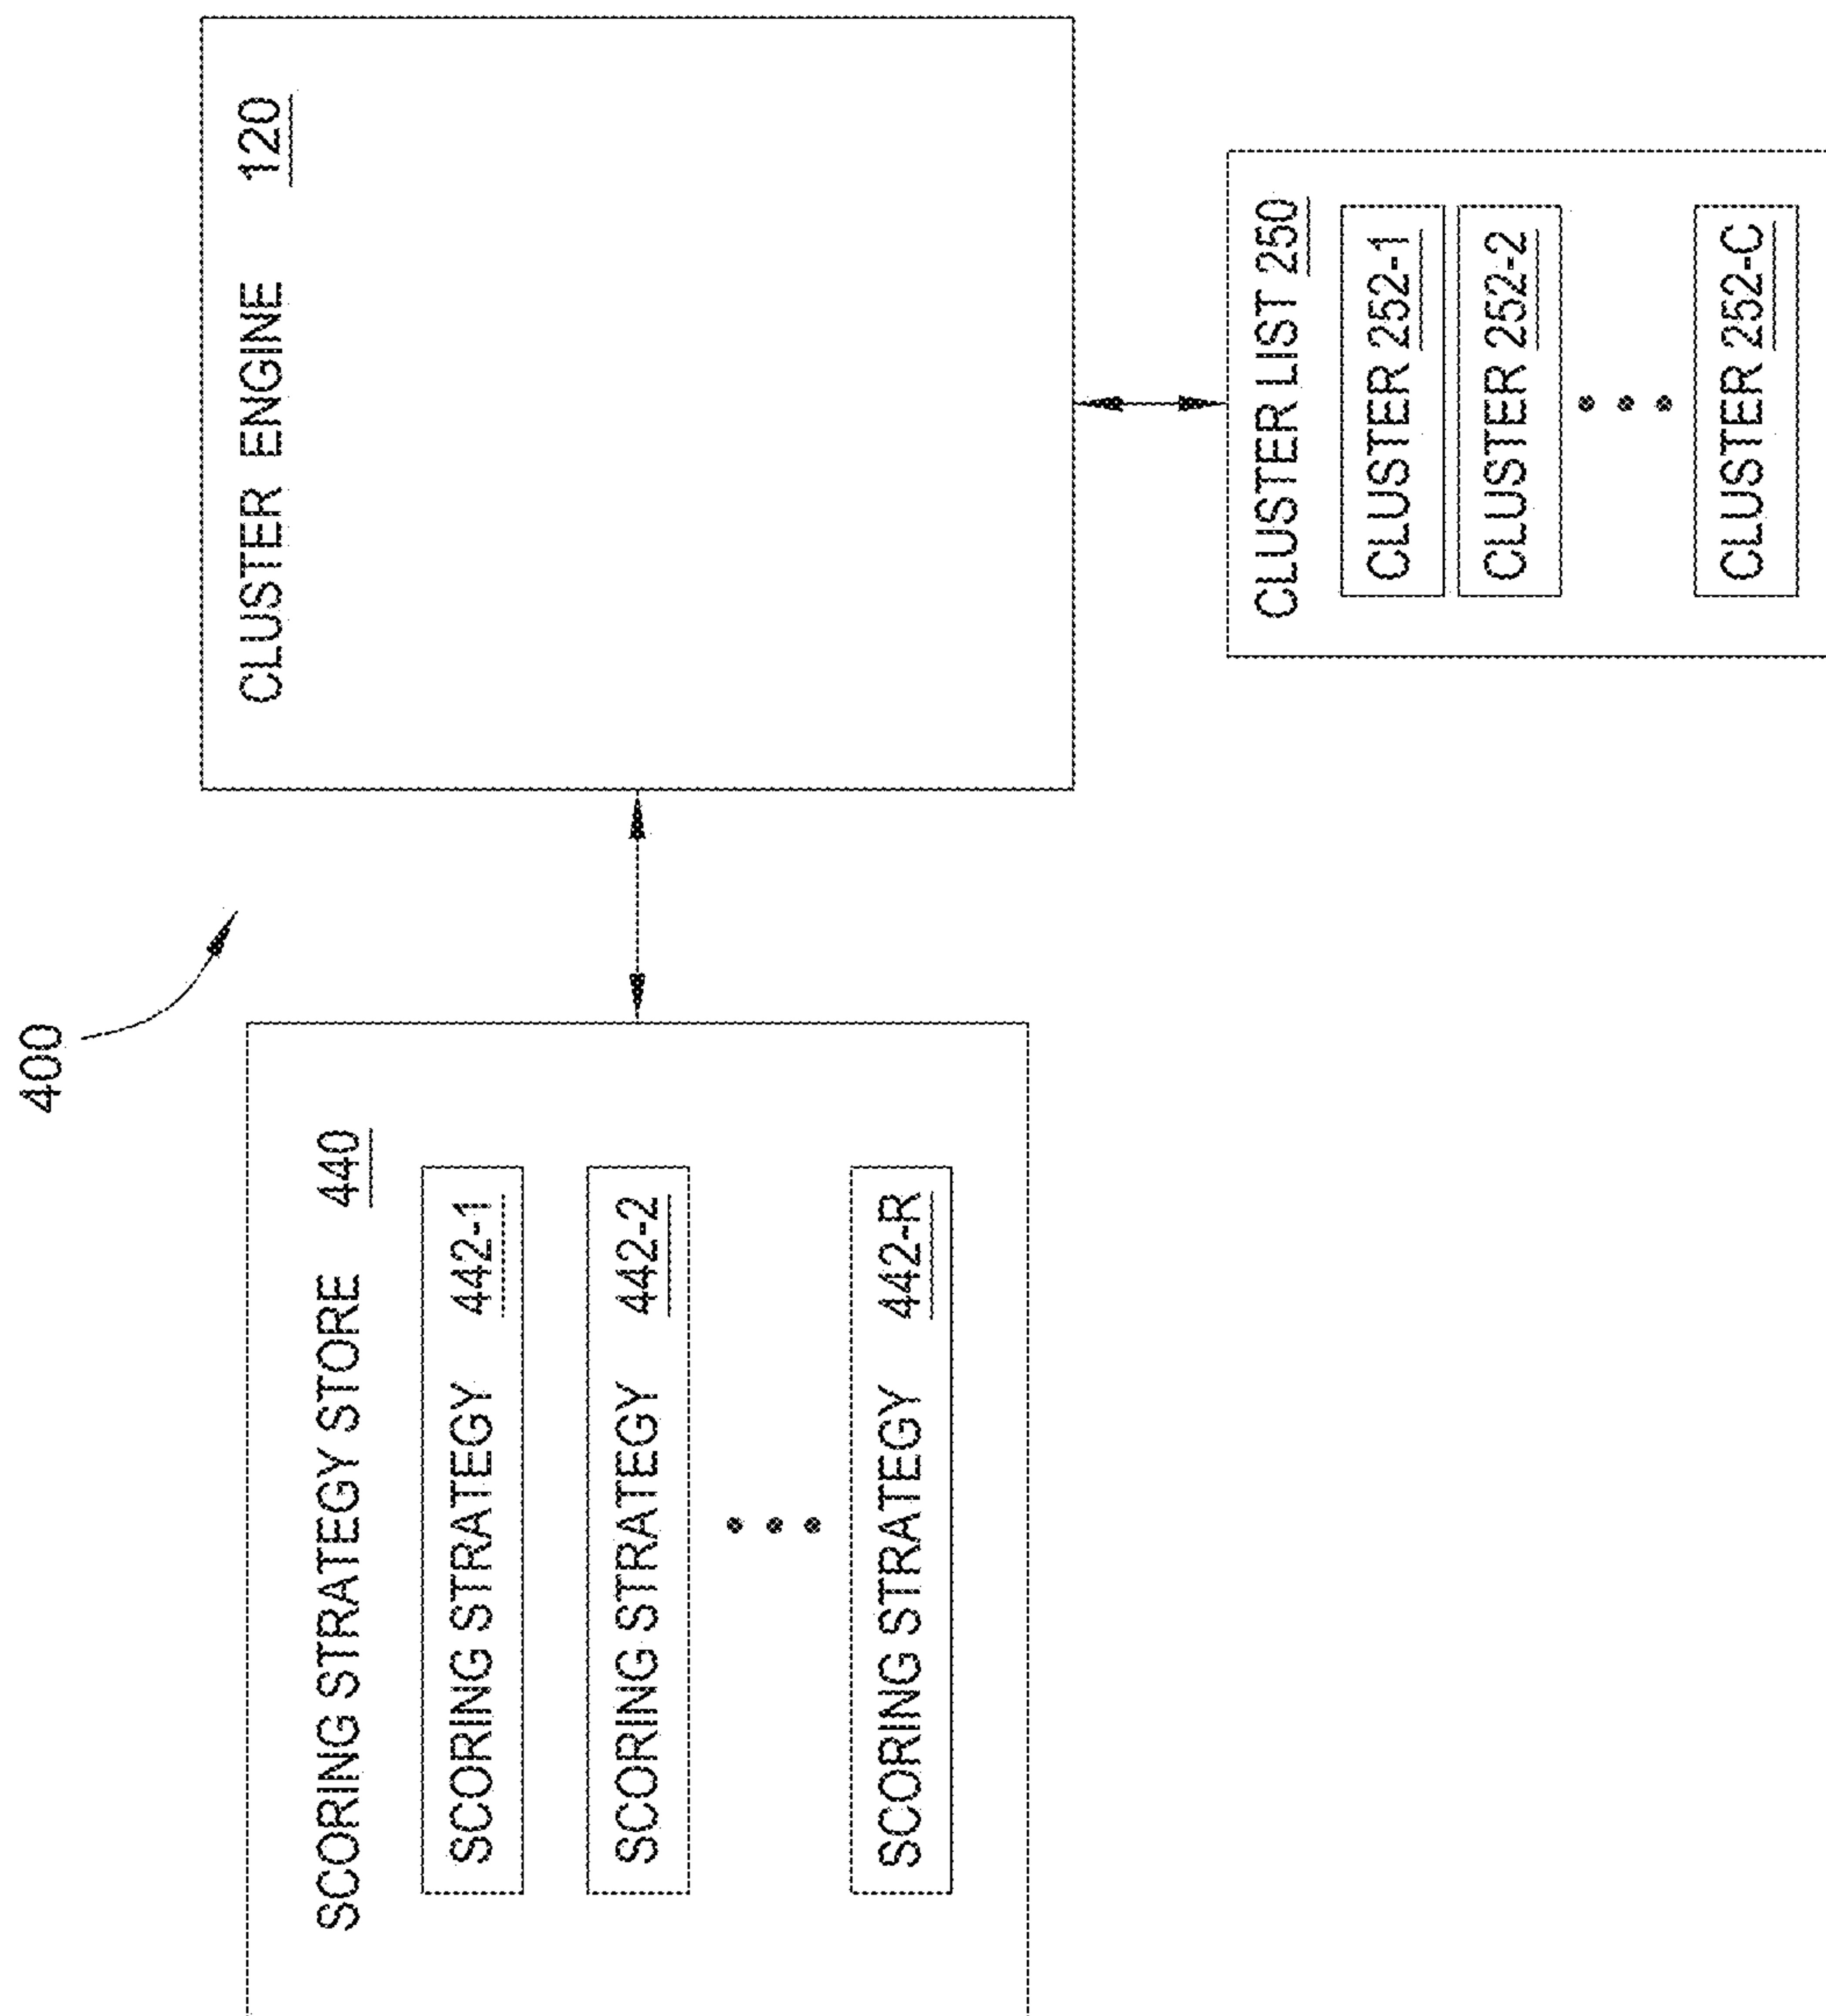 400
SCORING STRATEGY STORE 440
SCORING STRATEGY 442-1
SCORING STRATEGY 442-2
SCORING STRATEGY 442-R
CLUSTER ENGINE 120
CLUSTER LIST 250
CLUSTER 252-1
CLUSTER 252-2
CLUSTER 252-C